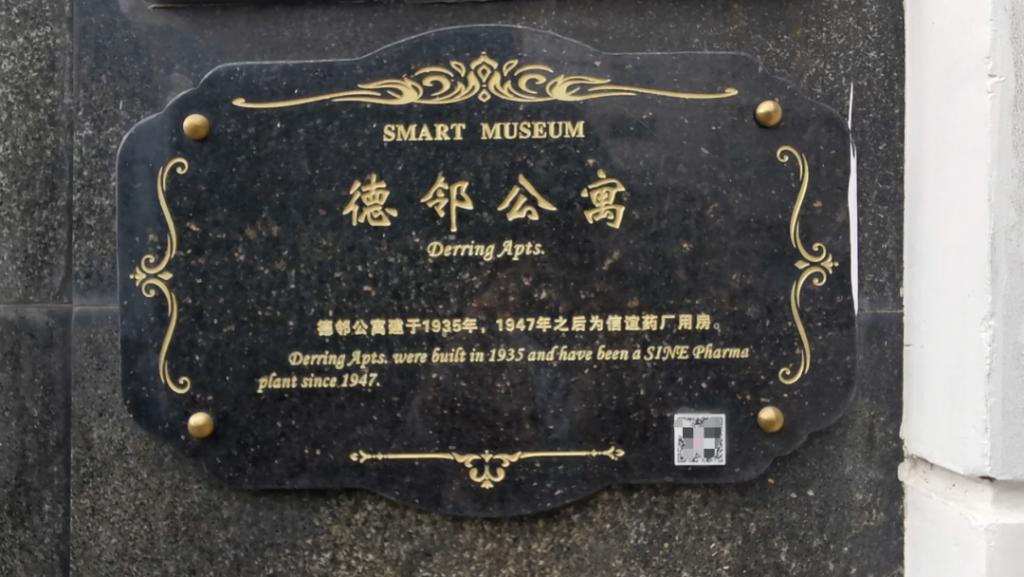 SMART MUSEUM
德邻公寓
Derring Apts.
德邻公寓建于1935年，1947年之后为信谊药厂用房。
Derring Apts. were built in 1935 and have been a SINE Pharma
plant since 1947.